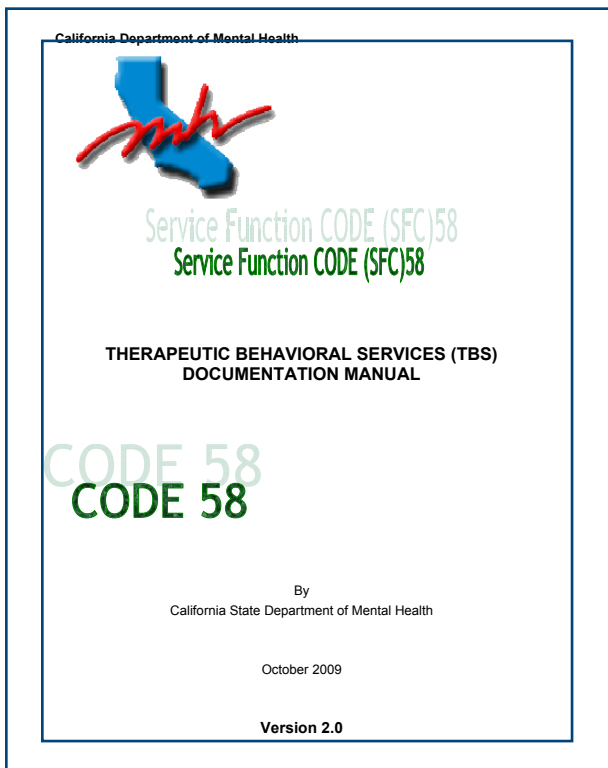 California Department of Mental Health
mh
Service Function CODE (SFC)58
Service Function CODE (SFC)58
THERAPEUTIC BEHAVIORAL SERVICES (TBS)
DOCUMENTATION MANUAL
CODE 58
CODE 58
By
California State Department of Mental Health
October 2009
Version 2.0